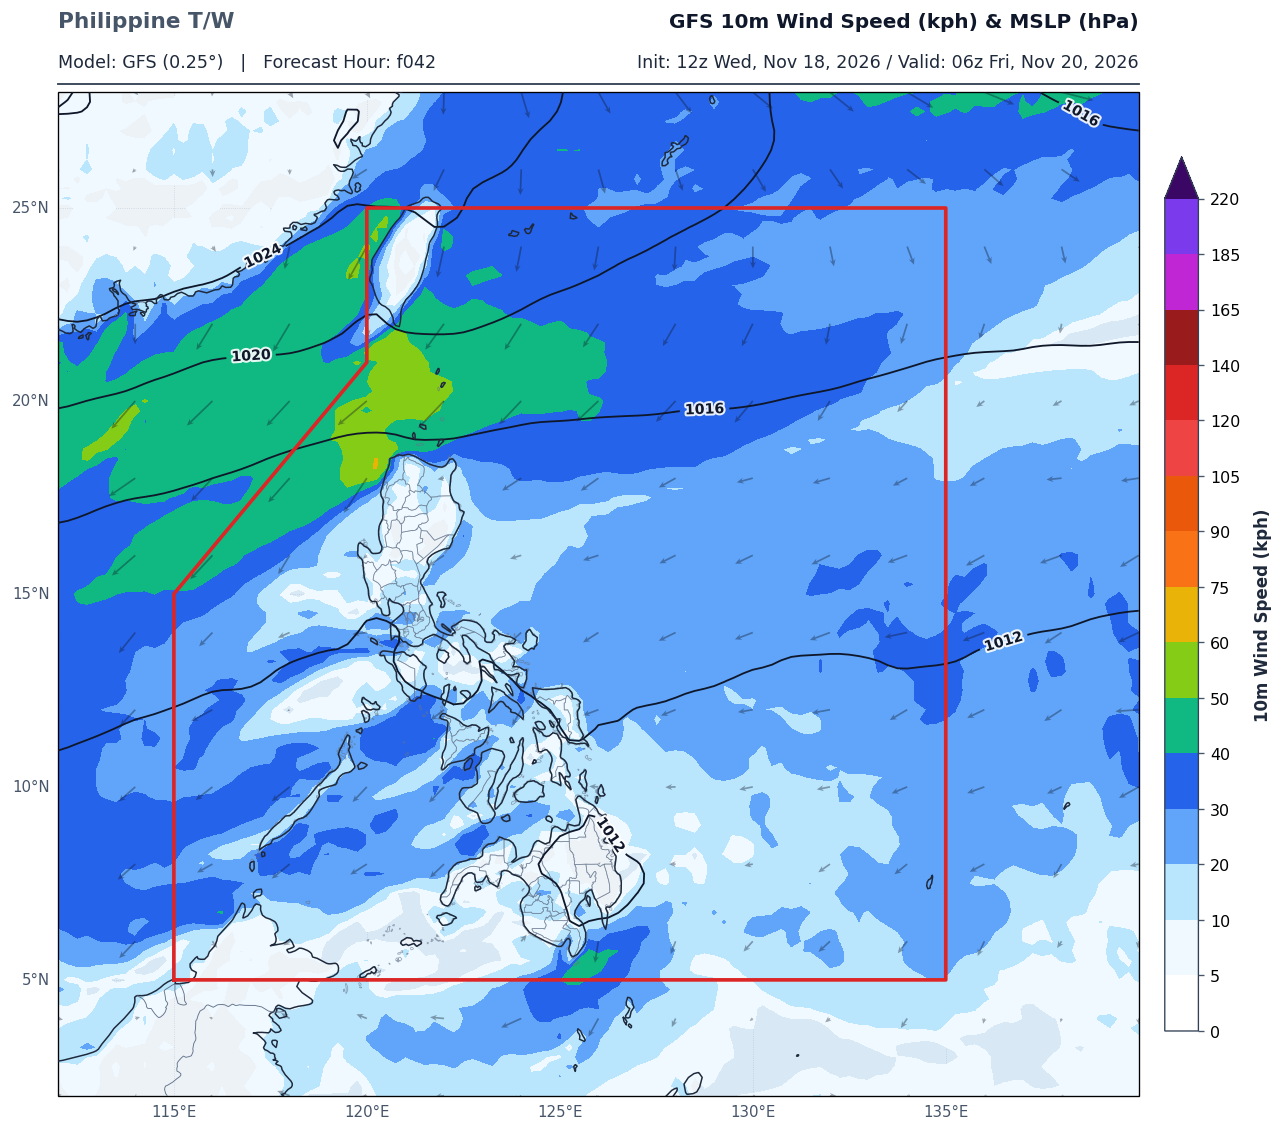 Philippine T/W
GFS 10m Wind Speed (kph) & MSLP (hPa)
Model: GFS (0.25°) | Forecast Hour: f042
Init: 12z Wed, Nov 18, 2026 / Valid: 06z Fri, Nov 20, 2026
1016
1024
1020
1016
1012
1012
25°N
20°N
15°N
10°N
5°N
115°E
120°E
125°E
130°E
135°E
220
185
165
140
120
105
90
75
60
50
40
30
20
10
5
0
10m Wind Speed (kph)